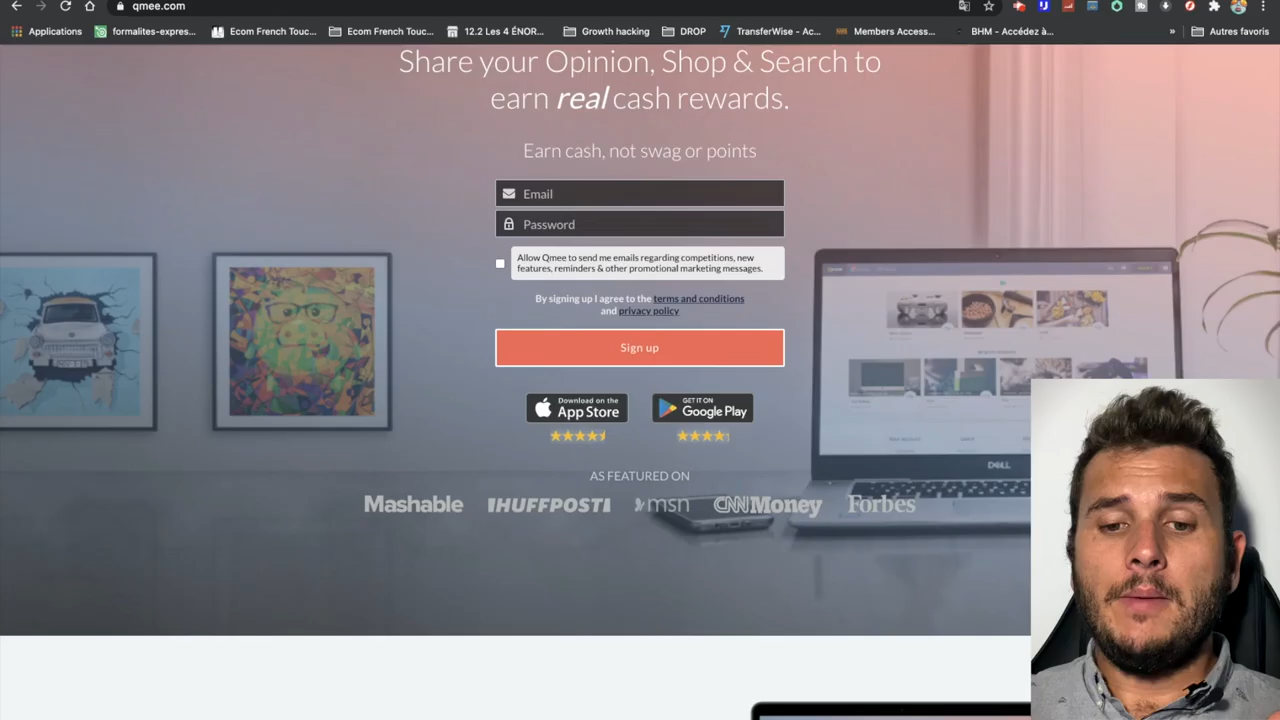 qmee.com
Applications
formalites-expres...
Ecom French Touc...
Ecom French Touc...
12.2 Les 4 ÉNOR...
Growth hacking
DROP
TransferWise - Ac...
Members Access...
BHM - Accédez à...
»
Autres favoris
Share your Opinion, Shop & Search to
earn real cash rewards.
Earn cash, not swag or points
Email
Password
Allow Qmee to send me emails regarding competitions, new
features, reminders & other promotional marketing messages.
By signing up I agree to the terms and conditions
and privacy policy
Sign up
Download on the
App Store
GET IT ON
Google Play
AS FEATURED ON
Mashable
HUFFPOST
msn
CNNMoney
Forbes
DELL